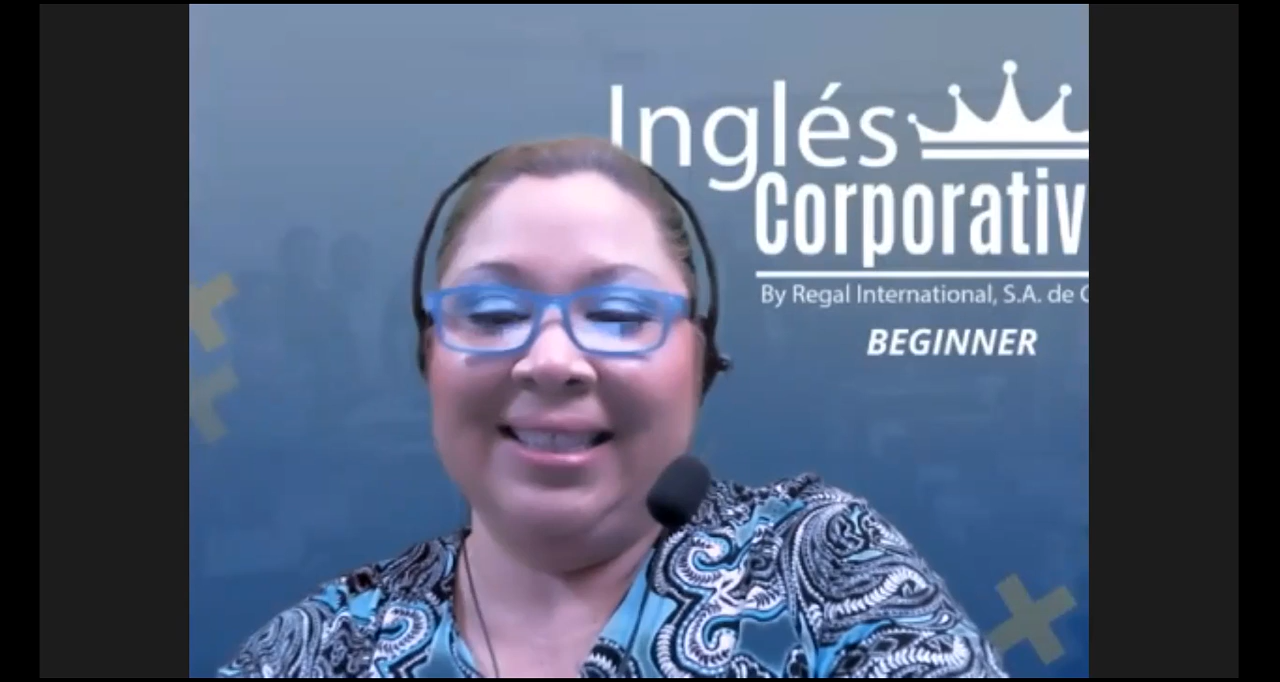 Inglés
Corporativ
By Regal International, S.A. de C
BEGINNER